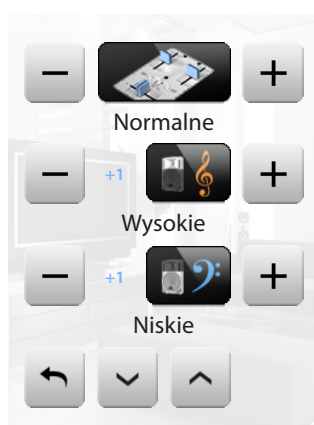 − +
Normalne
− +1 +
Wysokie
− +1 +
Niskie